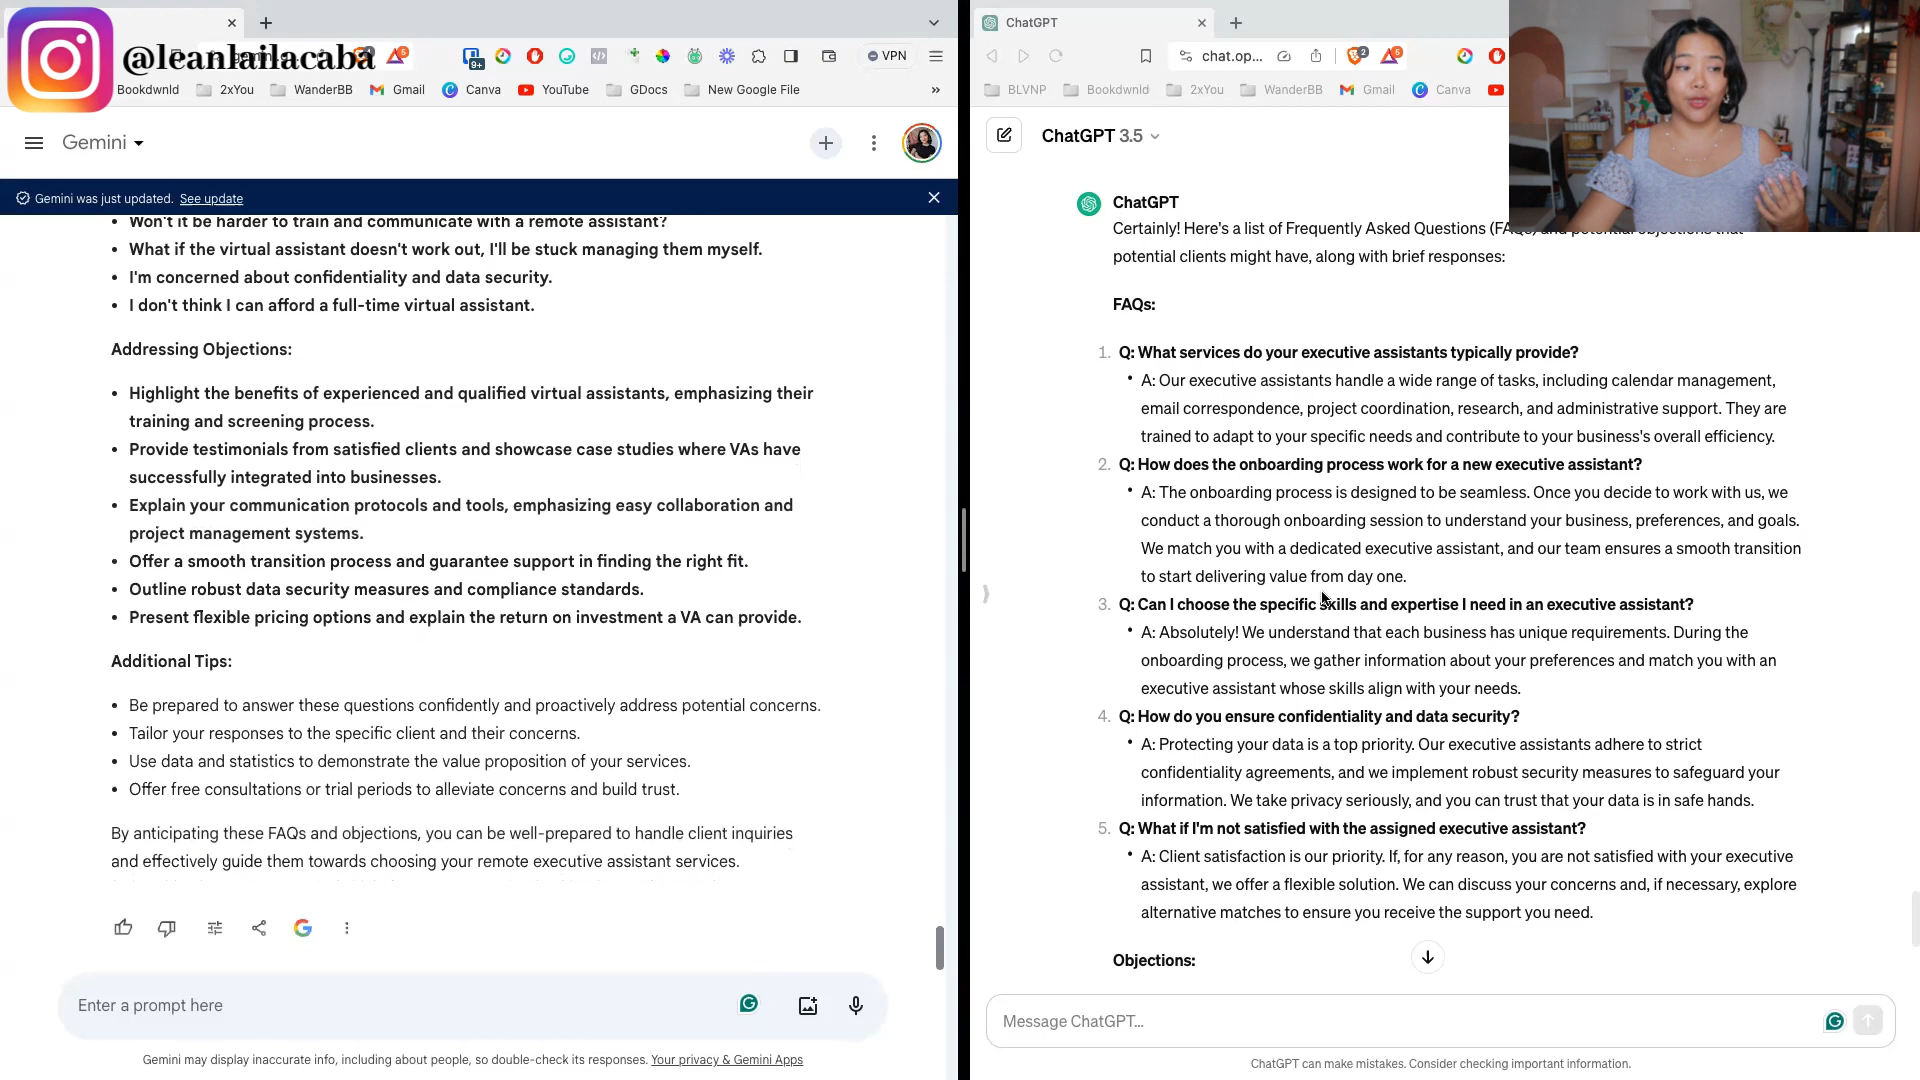 @leanlailacaba
VPN
9+
5
Bookdwnld
2xYou
WanderBB
Gmail
Canva
YouTube
GDocs
New Google File
»
Gemini
Gemini was just updated. See update
• Won't it be harder to train and communicate with a remote assistant?
• What if the virtual assistant doesn't work out, I'll be stuck managing them myself.
• I'm concerned about confidentiality and data security.
• I don't think I can afford a full-time virtual assistant.
Addressing Objections:
• Highlight the benefits of experienced and qualified virtual assistants, emphasizing their
training and screening process.
• Provide testimonials from satisfied clients and showcase case studies where VAs have
successfully integrated into businesses.
• Explain your communication protocols and tools, emphasizing easy collaboration and
project management systems.
• Offer a smooth transition process and guarantee support in finding the right fit.
• Outline robust data security measures and compliance standards.
• Present flexible pricing options and explain the return on investment a VA can provide.
Additional Tips:
• Be prepared to answer these questions confidently and proactively address potential concerns.
• Tailor your responses to the specific client and their concerns.
• Use data and statistics to demonstrate the value proposition of your services.
• Offer free consultations or trial periods to alleviate concerns and build trust.
By anticipating these FAQs and objections, you can be well-prepared to handle client inquiries
and effectively guide them towards choosing your remote executive assistant services.
Enter a prompt here
Gemini may display inaccurate info, including about people, so double-check its responses. Your privacy & Gemini Apps
ChatGPT
chat.op...
2
5
BLVNP
Bookdwnld
2xYou
WanderBB
Gmail
Canva
ChatGPT 3.5
ChatGPT
Certainly! Here's a list of Frequently Asked Questions (FAQs) and potential objections that
potential clients might have, along with brief responses:
FAQs:
1. Q: What services do your executive assistants typically provide?
• A: Our executive assistants handle a wide range of tasks, including calendar management,
email correspondence, project coordination, research, and administrative support. They are
trained to adapt to your specific needs and contribute to your business's overall efficiency.
2. Q: How does the onboarding process work for a new executive assistant?
• A: The onboarding process is designed to be seamless. Once you decide to work with us, we
conduct a thorough onboarding session to understand your business, preferences, and goals.
We match you with a dedicated executive assistant, and our team ensures a smooth transition
to start delivering value from day one.
3. Q: Can I choose the specific skills and expertise I need in an executive assistant?
• A: Absolutely! We understand that each business has unique requirements. During the
onboarding process, we gather information about your preferences and match you with an
executive assistant whose skills align with your needs.
4. Q: How do you ensure confidentiality and data security?
• A: Protecting your data is a top priority. Our executive assistants adhere to strict
confidentiality agreements, and we implement robust security measures to safeguard your
information. We take privacy seriously, and you can trust that your data is in safe hands.
5. Q: What if I'm not satisfied with the assigned executive assistant?
• A: Client satisfaction is our priority. If, for any reason, you are not satisfied with your executive
assistant, we offer a flexible solution. We can discuss your concerns and, if necessary, explore
alternative matches to ensure you receive the support you need.
Objections:
Message ChatGPT...
ChatGPT can make mistakes. Consider checking important information.